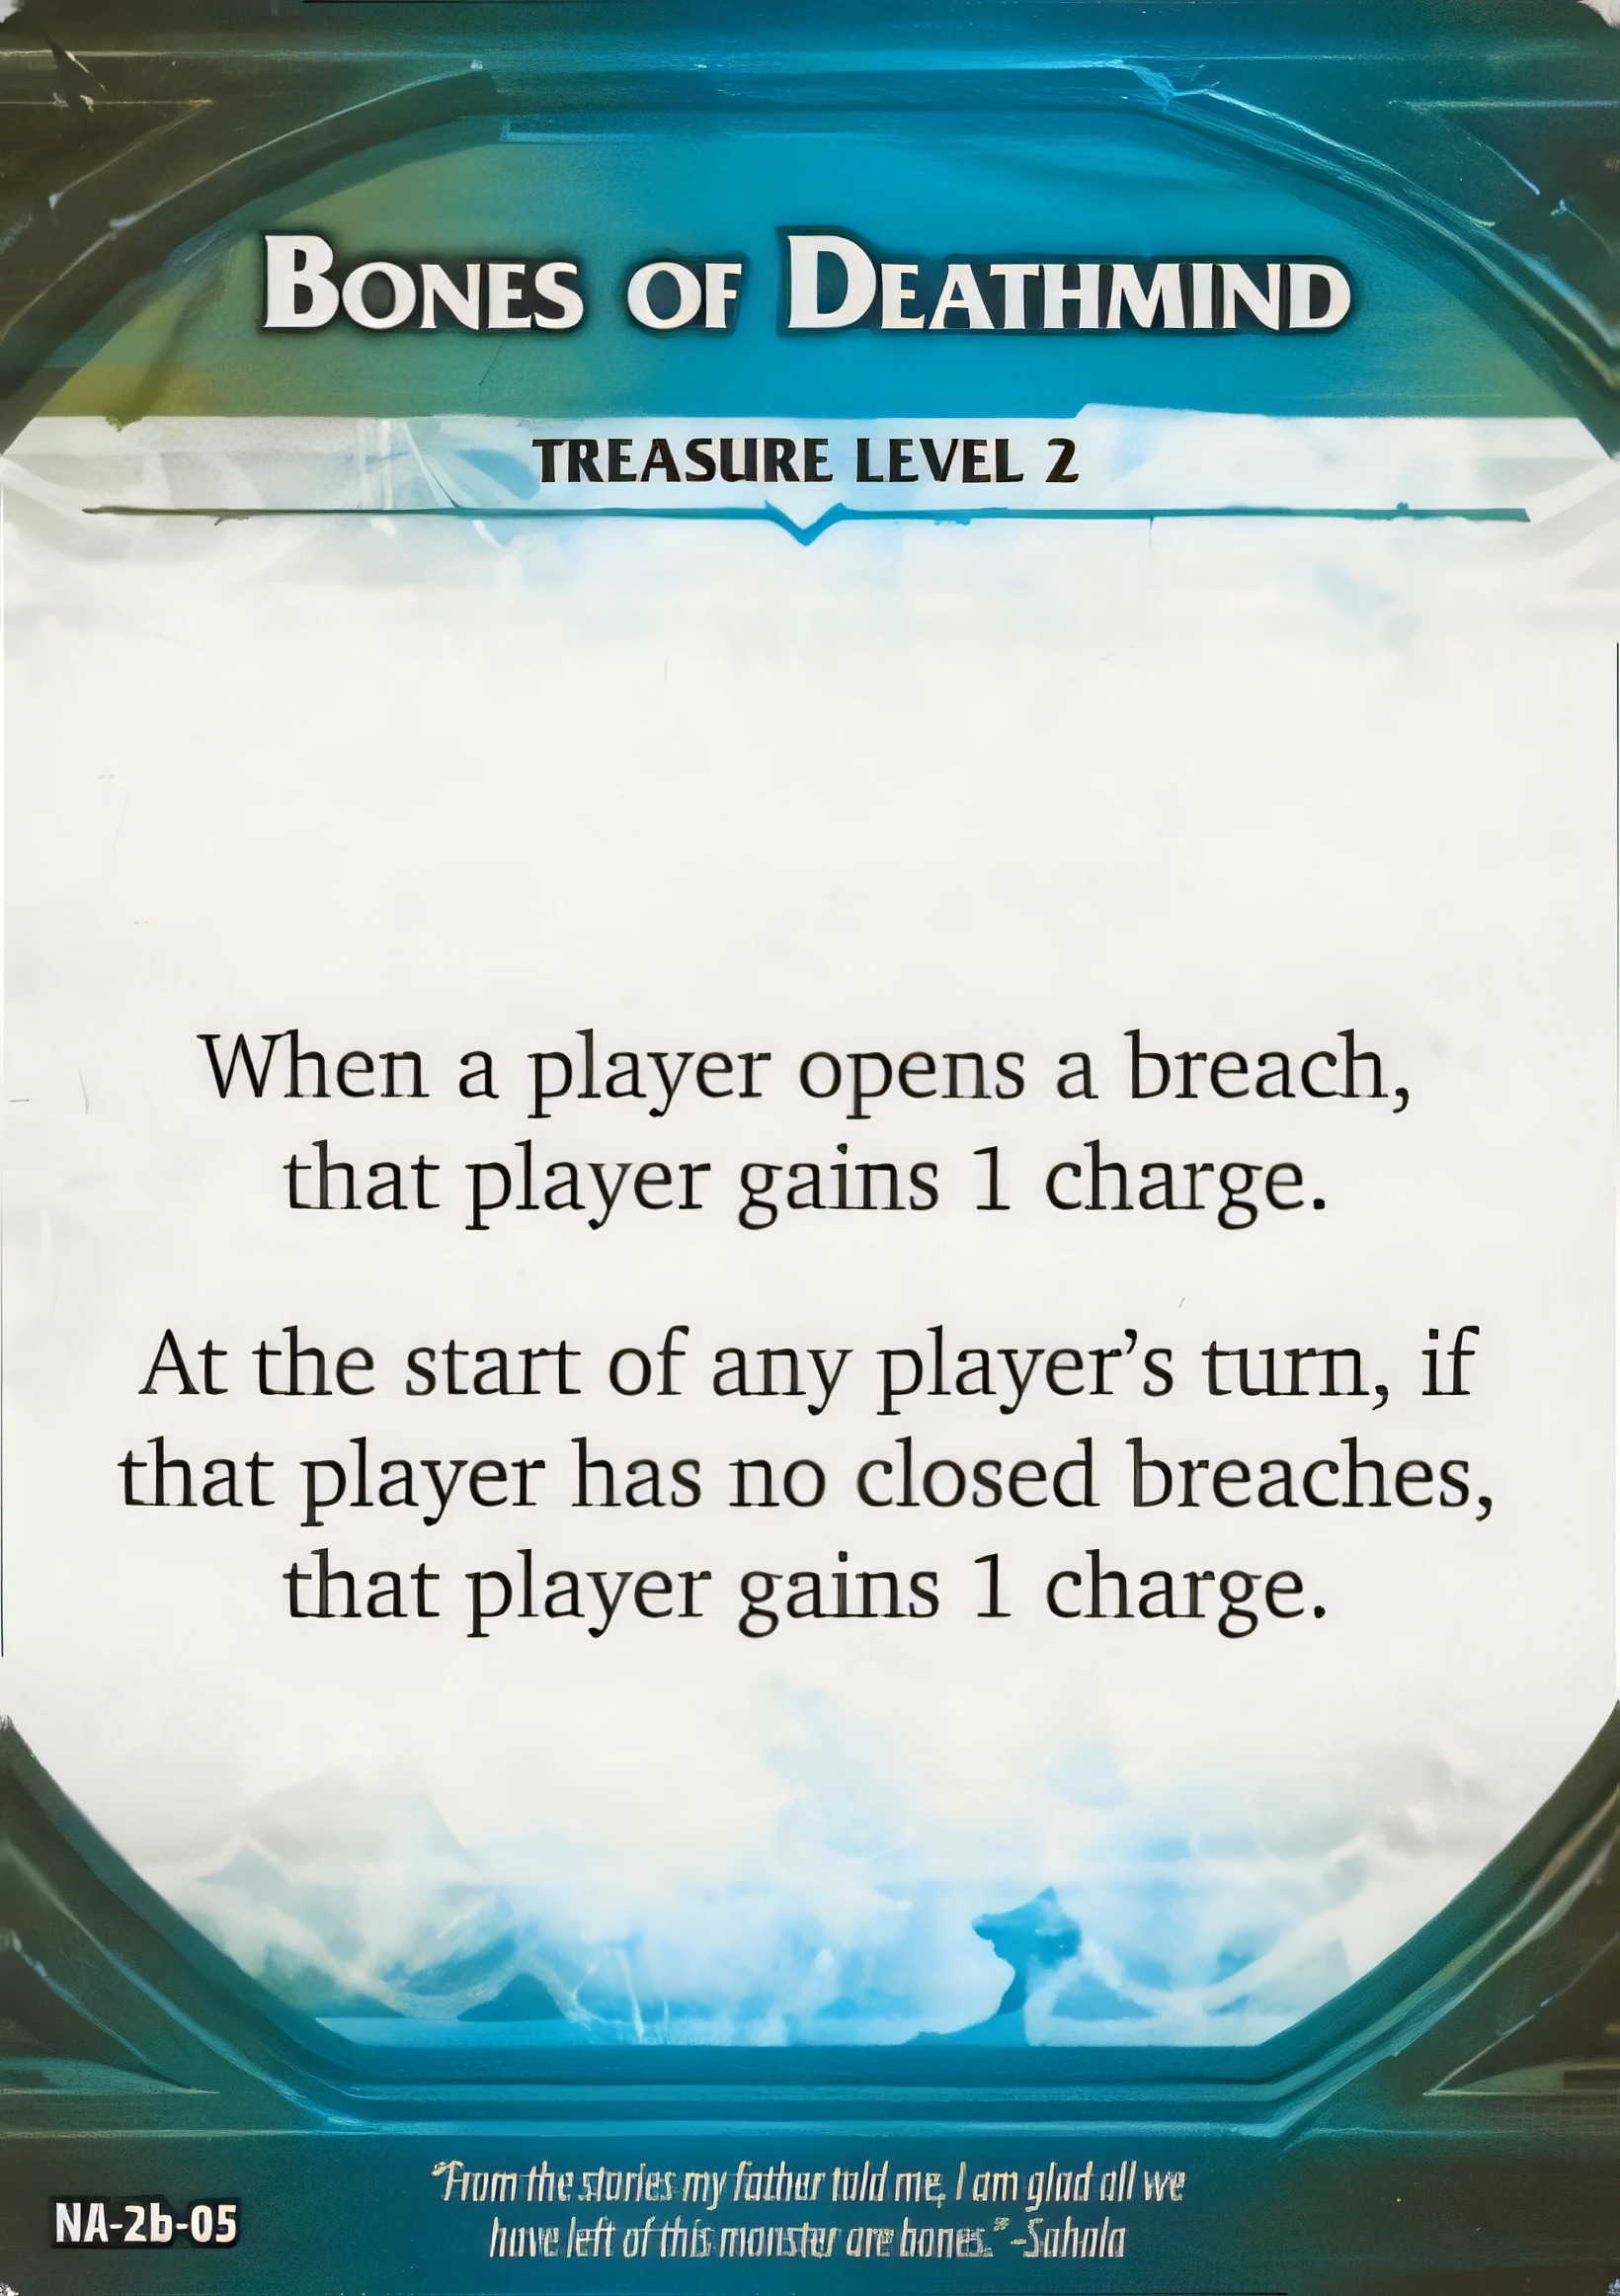 Bones of Deathmind
TREASURE LEVEL 2
When a player opens a breach,
that player gains 1 charge.
At the start of any player’s turn, if
that player has no closed breaches,
that player gains 1 charge.
"From the stories my father told me, I am glad all we
have left of this monster are bones." -Sahala
NA-2b-05